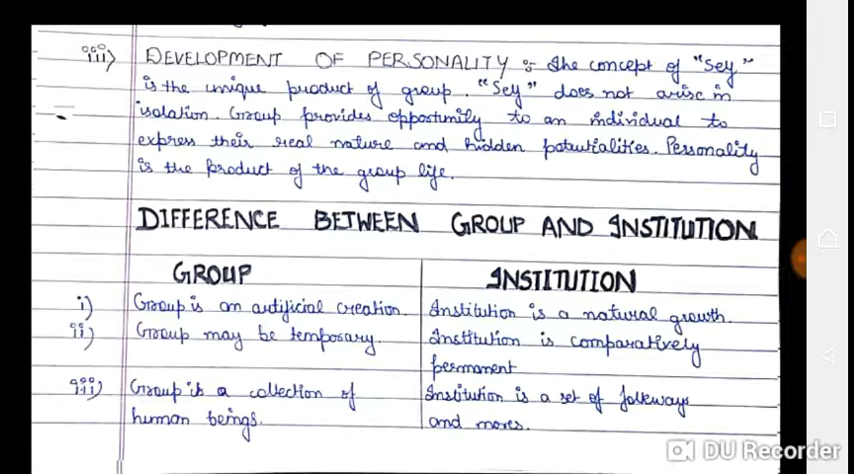 iii) DEVELOPMENT OF PERSONALITY :- The concept of "Self"
is the unique product of group. "Self" does not arise in
isolation. Group provides opportunity to an individual to
express their real nature and hidden potentialities. Personality
is the product of the group life.
DIFFERENCE BETWEEN GROUP AND INSTITUTION
GROUP INSTITUTION
i) Group is an artificial creation. Institution is a natural growth.
ii) Group may be temporary. Institution is comparatively
permanent
iii) Group is a collection of Institution is a set of folkways
human beings. and mores.
DU Recorder